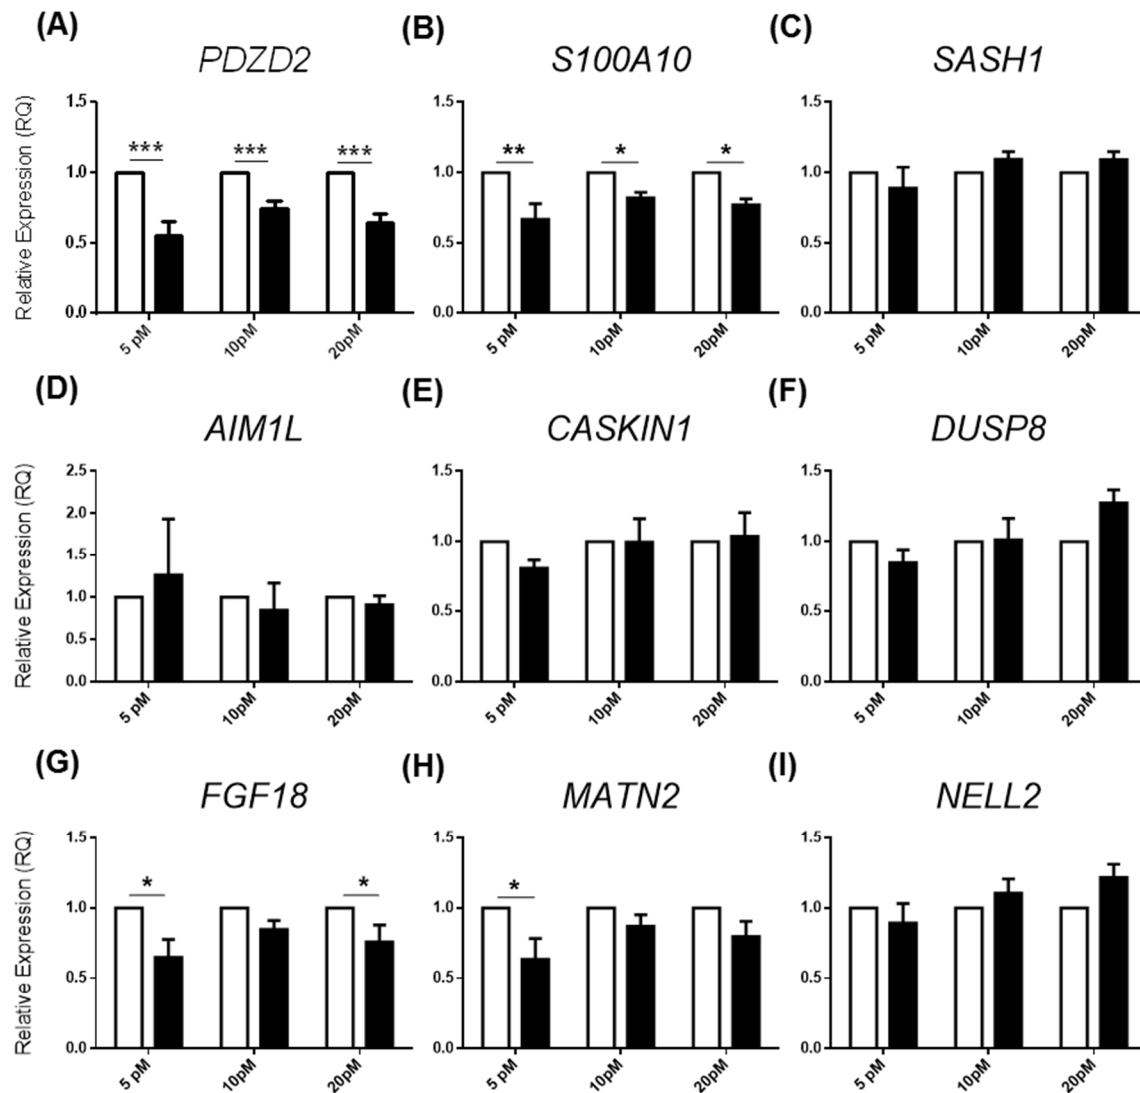 (A) (B) (C)
PDZD2 S100A10 SASH1
Relative Expression (RQ)
1.5 1.5 1.5
*** *** *** ** * *
1.0 1.0 1.0
0.5 0.5 0.5
0.0 0.0 0.0
5 pM 10pM 20pM 5 pM 10pM 20pM 5 pM 10pM 20pM
(D) (E) (F)
AIM1L CASKIN1 DUSP8
Relative Expression (RQ)
2.5 1.5 1.5
2.0
1.5 1.0 1.0
1.0
0.5 0.5 0.5
0.0 0.0 0.0
5 pM 10pM 20pM 5 pM 10pM 20pM 5 pM 10pM 20pM
(G) (H) (I)
FGF18 MATN2 NELL2
Relative Expression (RQ)
1.5 1.5 1.5
* * *
1.0 1.0 1.0
0.5 0.5 0.5
0.0 0.0 0.0
5 pM 10pM 20pM 5 pM 10pM 20pM 5 pM 10pM 20pM